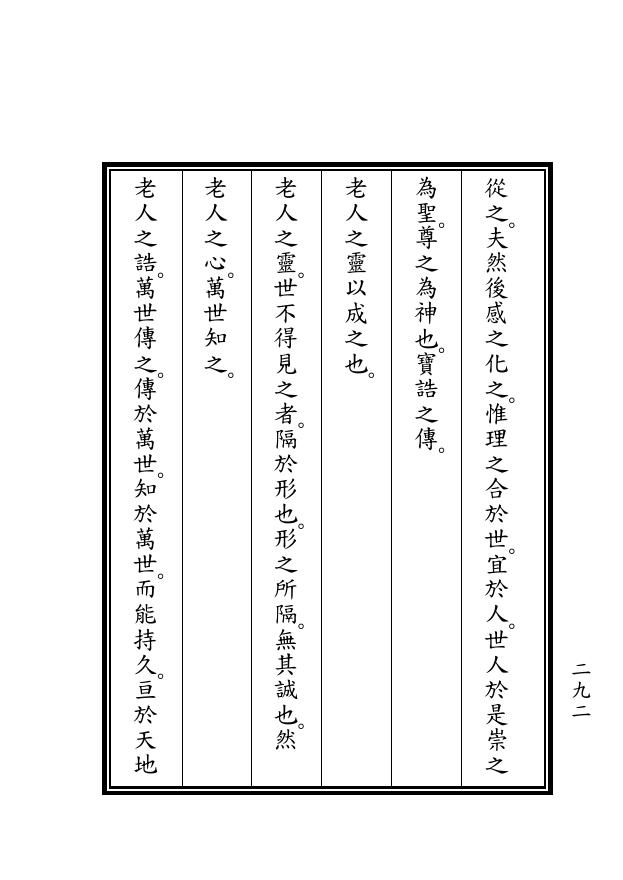 從之。夫然後感之化之。惟理之合於世。宜於人。世人於是崇之
為聖。尊之為神也。寶誥之傳。
老人之靈以成之也。
老人之靈。世不得見之者。隔於形也。形之所隔。無其誠也。然
老人之心。萬世知之。
老人之誥。萬世傳之。傳於萬世。知於萬世。而能持久。亘於天地
二九二